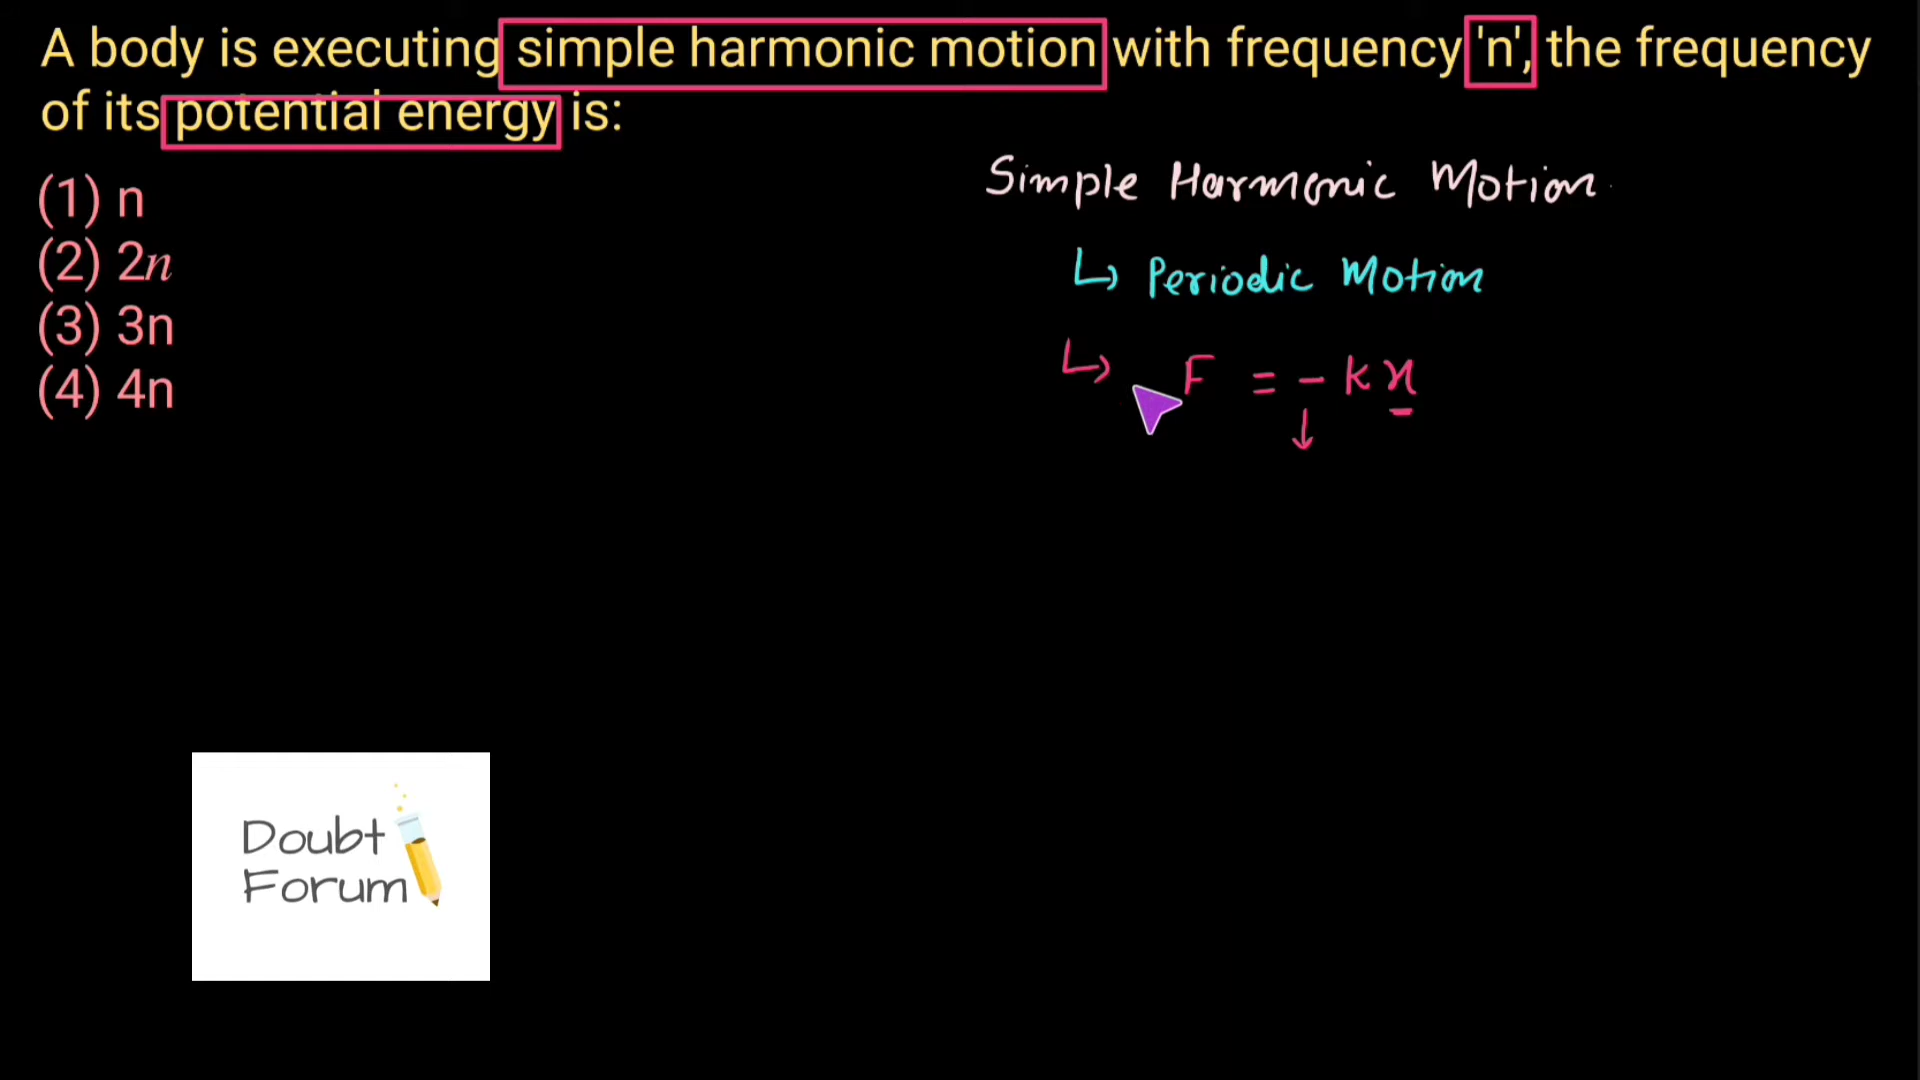 A body is executing simple harmonic motion with frequency 'n', the frequency
of its potential energy is:
(1) n
(2) 2n
(3) 3n
(4) 4n
Simple Harmonic Motion
↳ Periodic Motion
↳ F = - k x
↓
Doubt
Forum